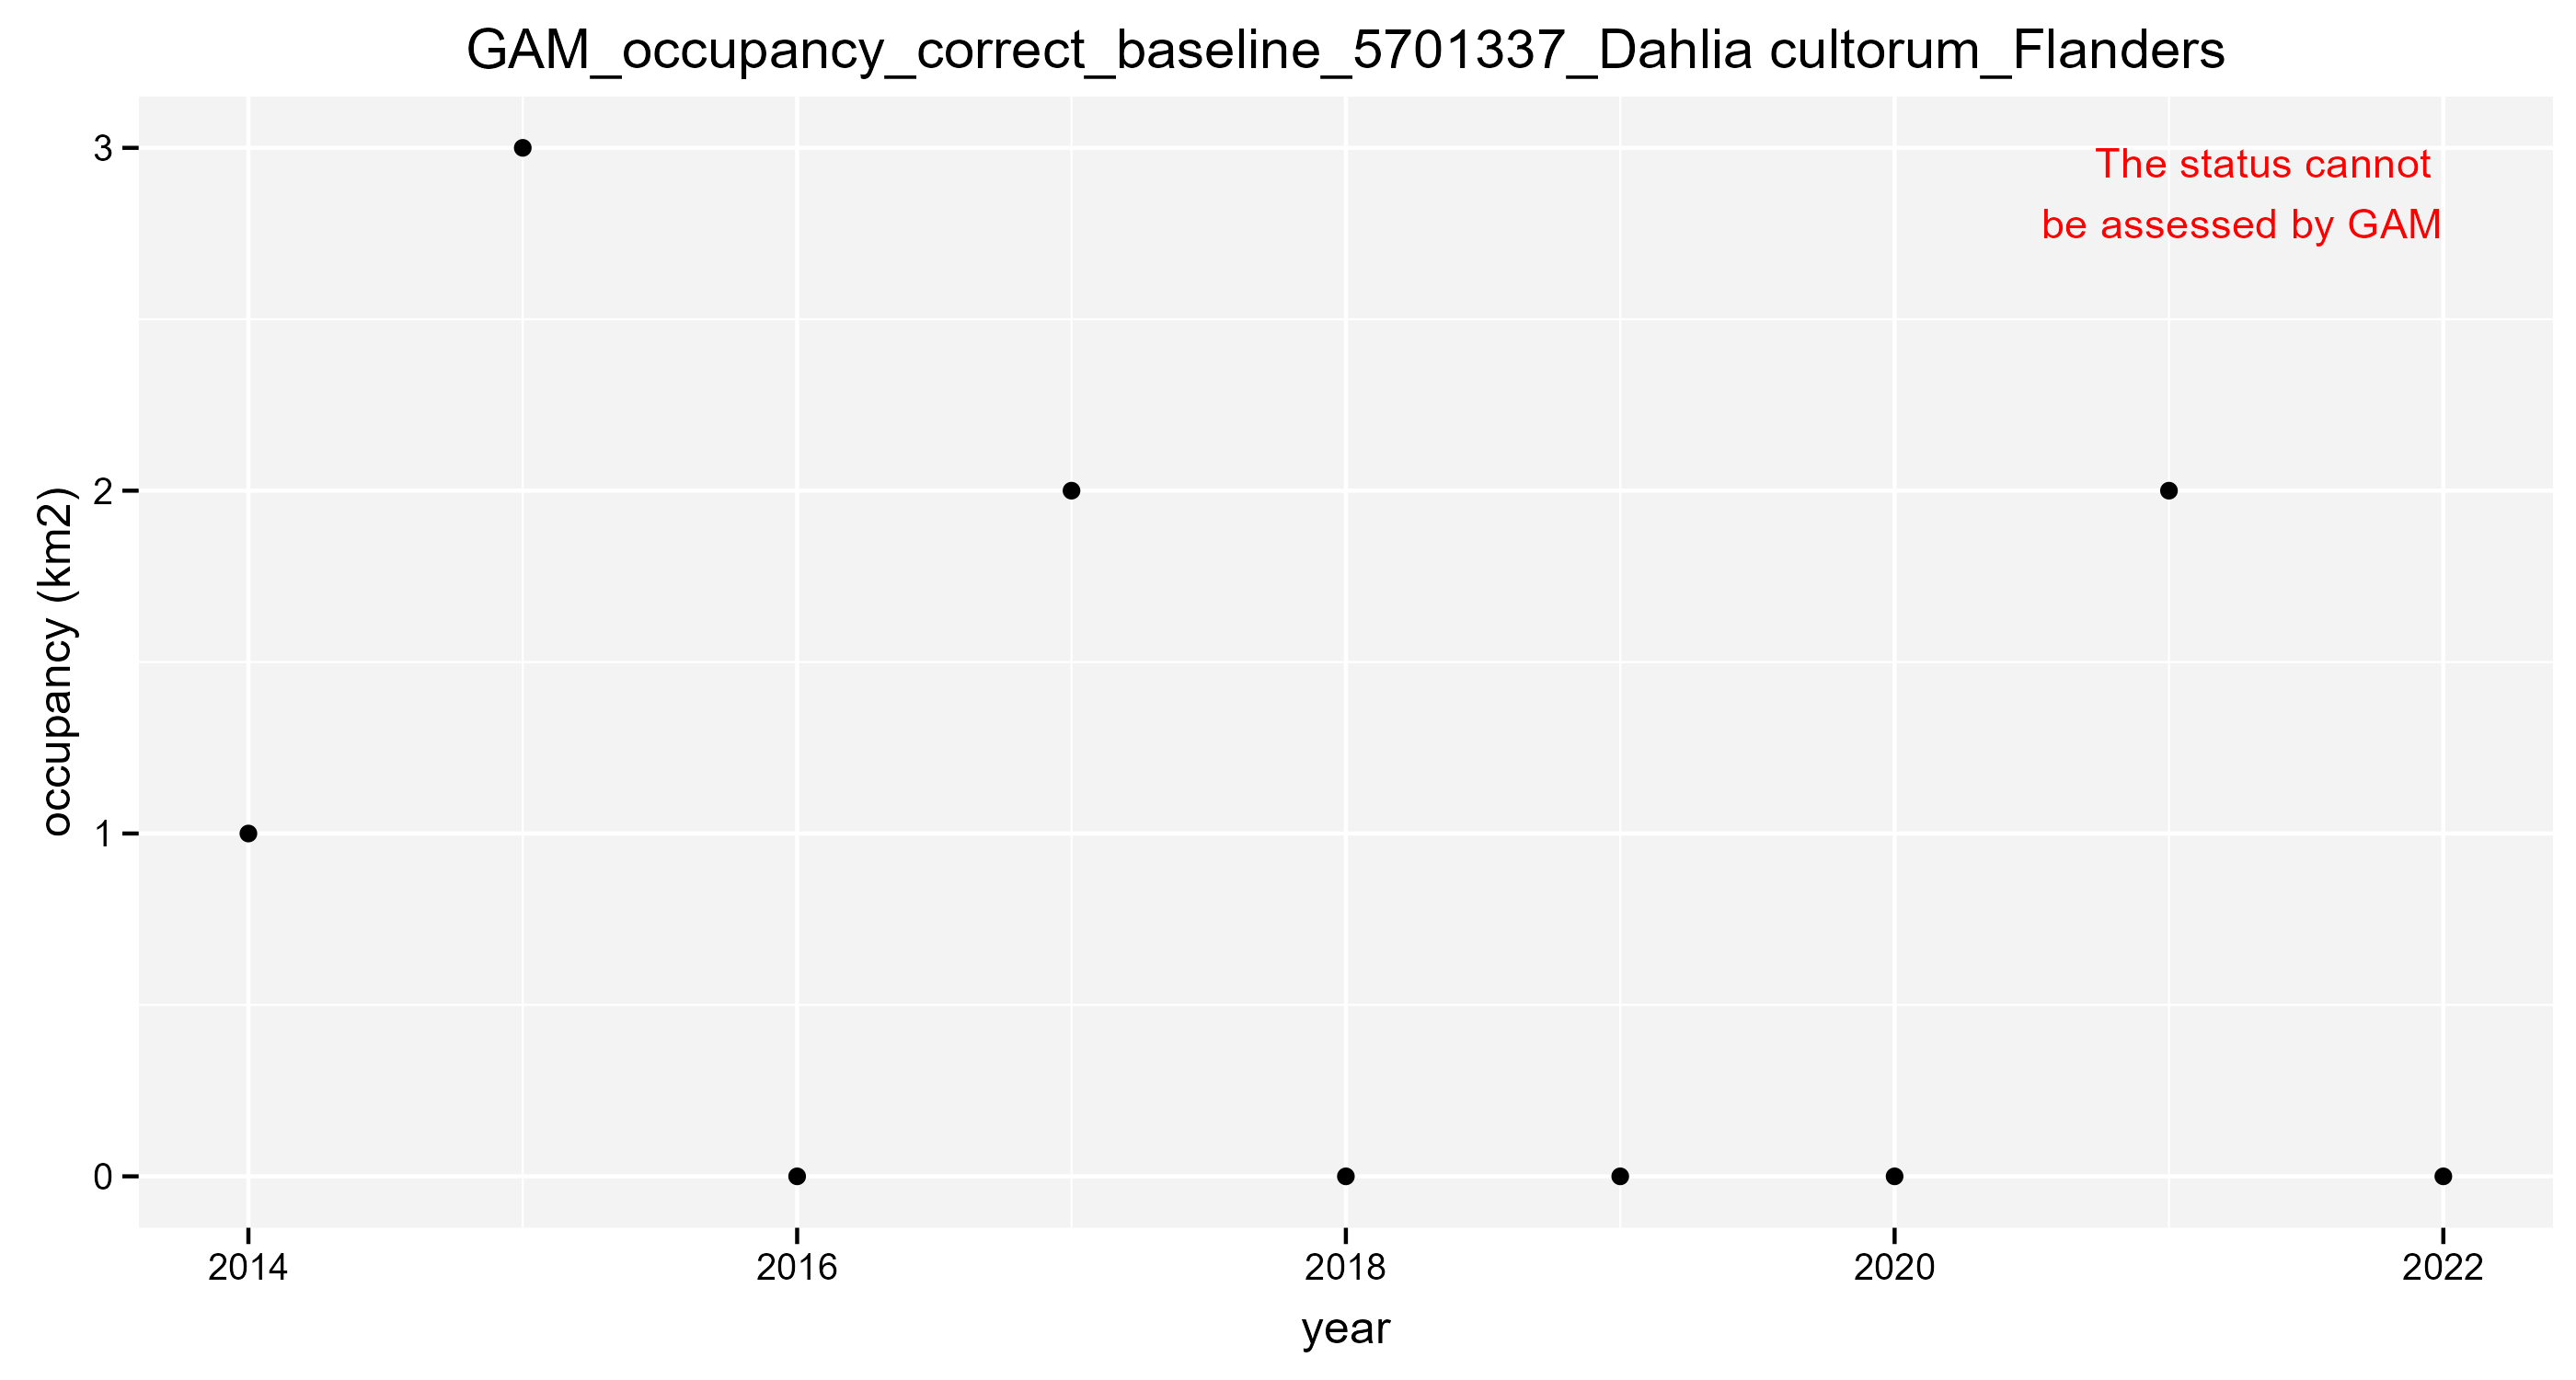 GAM_occupancy_correct_baseline_5701337_Dahlia cultorum_Flanders
The status cannot
be assessed by GAM
occupancy (km2)
3
2
1
0
2014
2016
2018
2020
2022
year